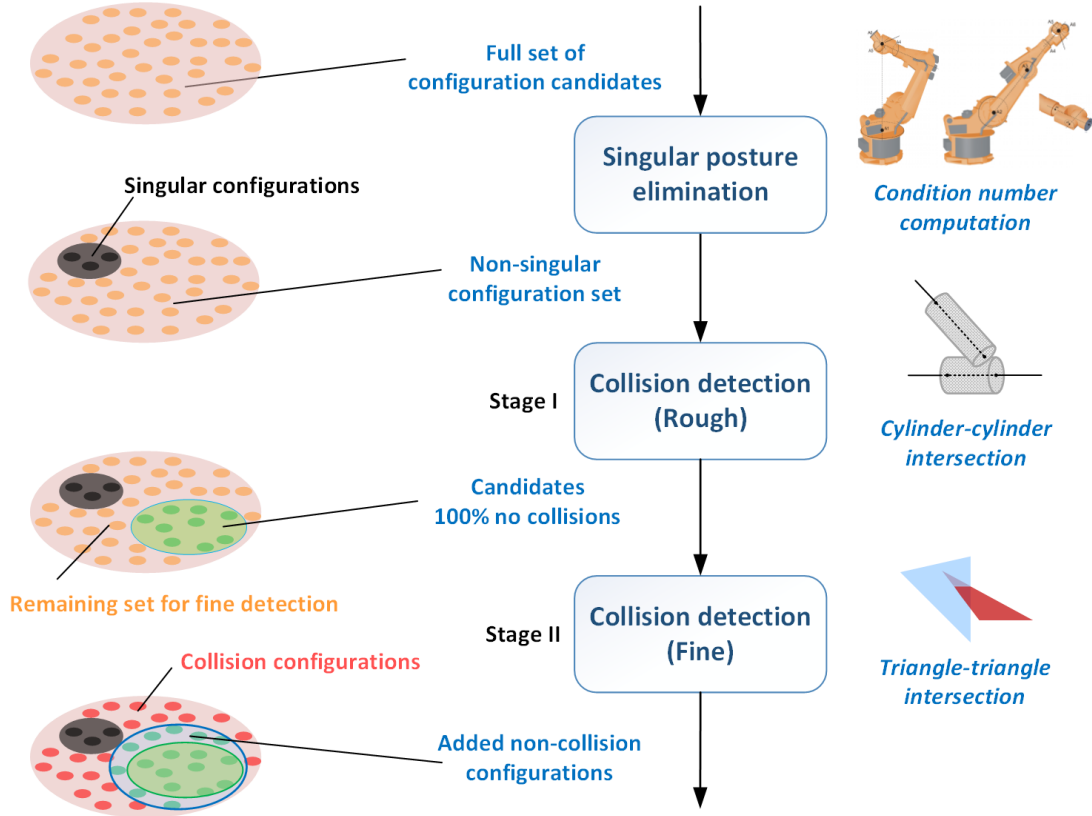 Full set of
configuration candidates
Singular posture
elimination
Condition number
computation
Singular configurations
Non-singular
configuration set
Stage I
Collision detection
(Rough)
Cylinder-cylinder
intersection
Candidates
100% no collisions
Remaining set for fine detection
Stage II
Collision detection
(Fine)
Triangle-triangle
intersection
Collision configurations
Added non-collision
configurations